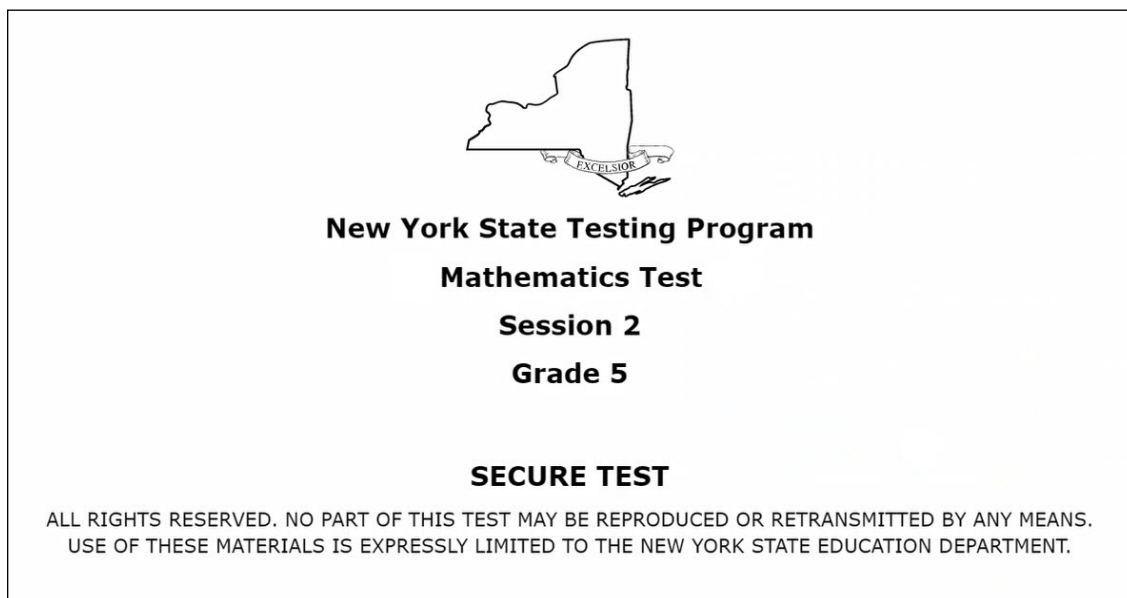 EXCELSIOR
New York State Testing Program
Mathematics Test
Session 2
Grade 5
SECURE TEST
ALL RIGHTS RESERVED. NO PART OF THIS TEST MAY BE REPRODUCED OR RETRANSMITTED BY ANY MEANS.
USE OF THESE MATERIALS IS EXPRESSLY LIMITED TO THE NEW YORK STATE EDUCATION DEPARTMENT.